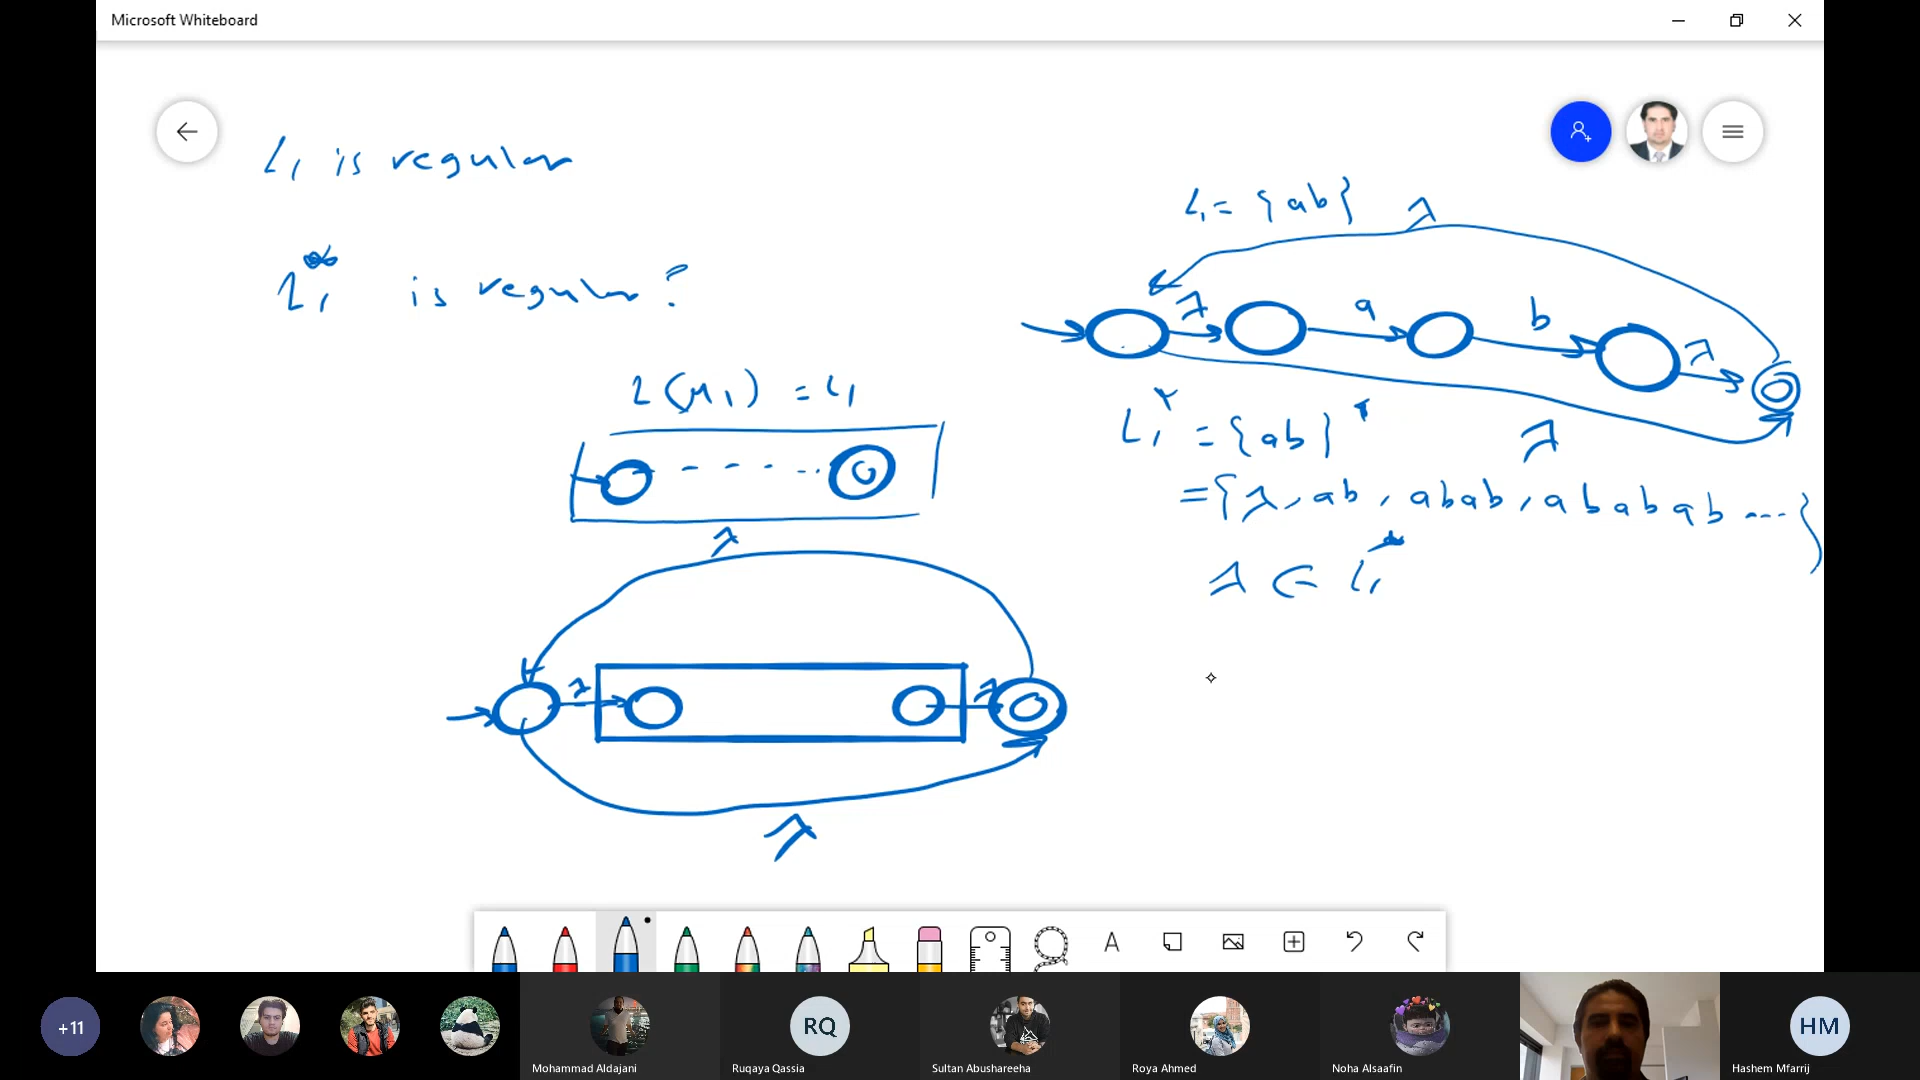 Microsoft Whiteboard
L1 is regular
L1* is regular?
L(M1) = L1
λ
λ
λ
λ
L1 = {ab}
λ
λ
a
b
λ
λ
L1* = {ab}*
= {λ, ab, abab, ababab ... }
λ ∈ L1*
A
+11
RQ
HM
Mohammad Aldajani
Ruqaya Qassia
Sultan Abushareeha
Roya Ahmed
Noha Alsaafin
Hashem Mfarrij